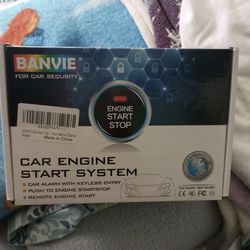 BANVIE
FOR CAR SECURITY
ENGINE
START
STOP
Made in China
CAR ENGINE
START SYSTEM
CAR ALARM WITH KEYLESS ENTRY
PUSH TO ENGINE START/STOP
REMOTE ENGINE START